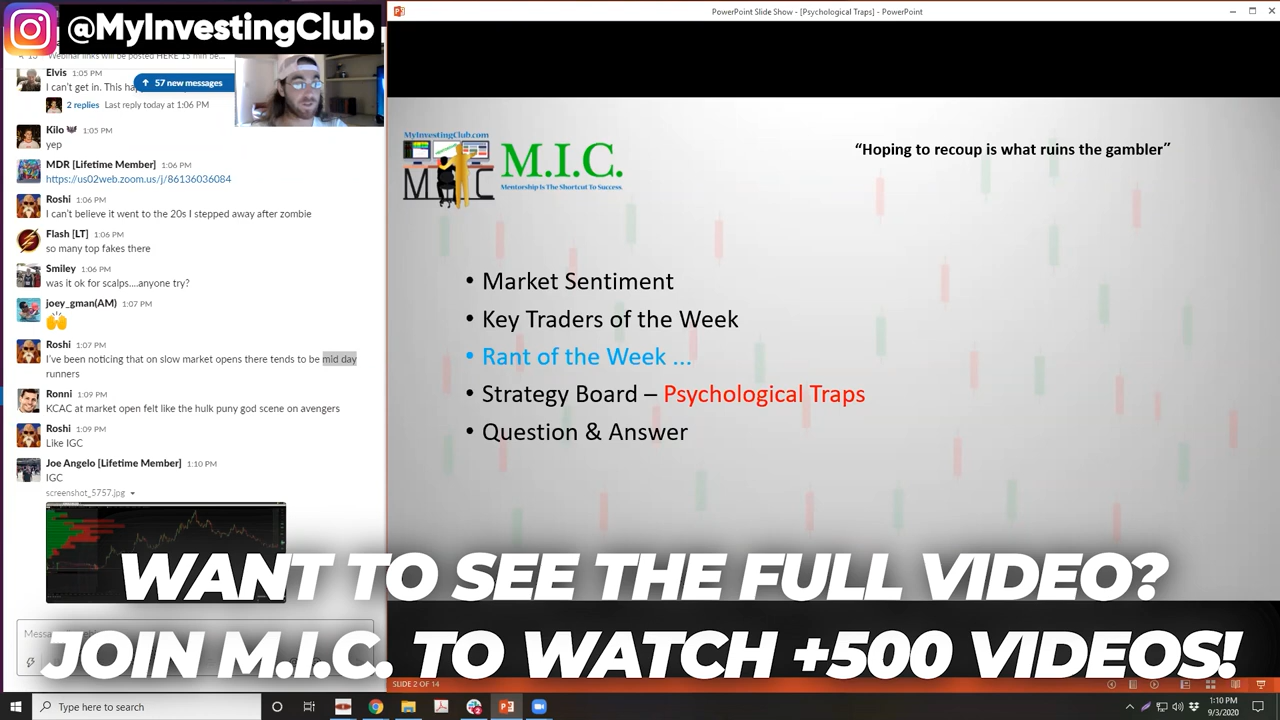 @MyInvestingClub
PowerPoint Slide Show - [Psychological Traps] - PowerPoint
Webinar links will be posted HERE 15 min be...
Elvis 1:05 PM
I can't get in. This ha
57 new messages
2 replies Last reply today at 1:06 PM
Kilo 1:05 PM
yep
MDR [Lifetime Member] 1:06 PM
https://us02web.zoom.us/j/86136036084
Roshi 1:06 PM
I can't believe it went to the 20s I stepped away after zombie
Flash [LT] 1:06 PM
so many top fakes there
Smiley 1:06 PM
was it ok for scalps....anyone try?
joey_gman(AM) 1:07 PM
Roshi 1:07 PM
I've been noticing that on slow market opens there tends to be mid day
runners
Ronni 1:09 PM
KCAC at market open felt like the hulk puny god scene on avengers
Roshi 1:09 PM
Like IGC
Joe Angelo [Lifetime Member] 1:10 PM
IGC
screenshot_5757.jpg
MyInvestingClub.com
MIC
M.I.C.
Mentorship Is The Shortcut To Success.
“Hoping to recoup is what ruins the gambler”
• Market Sentiment
• Key Traders of the Week
• Rant of the Week ...
• Strategy Board – Psychological Traps
• Question & Answer
WANT TO SEE THE FULL VIDEO?
JOIN M.I.C. TO WATCH +500 VIDEOS!
SLIDE 2 OF 14
Type here to search
1:10 PM
9/3/2020